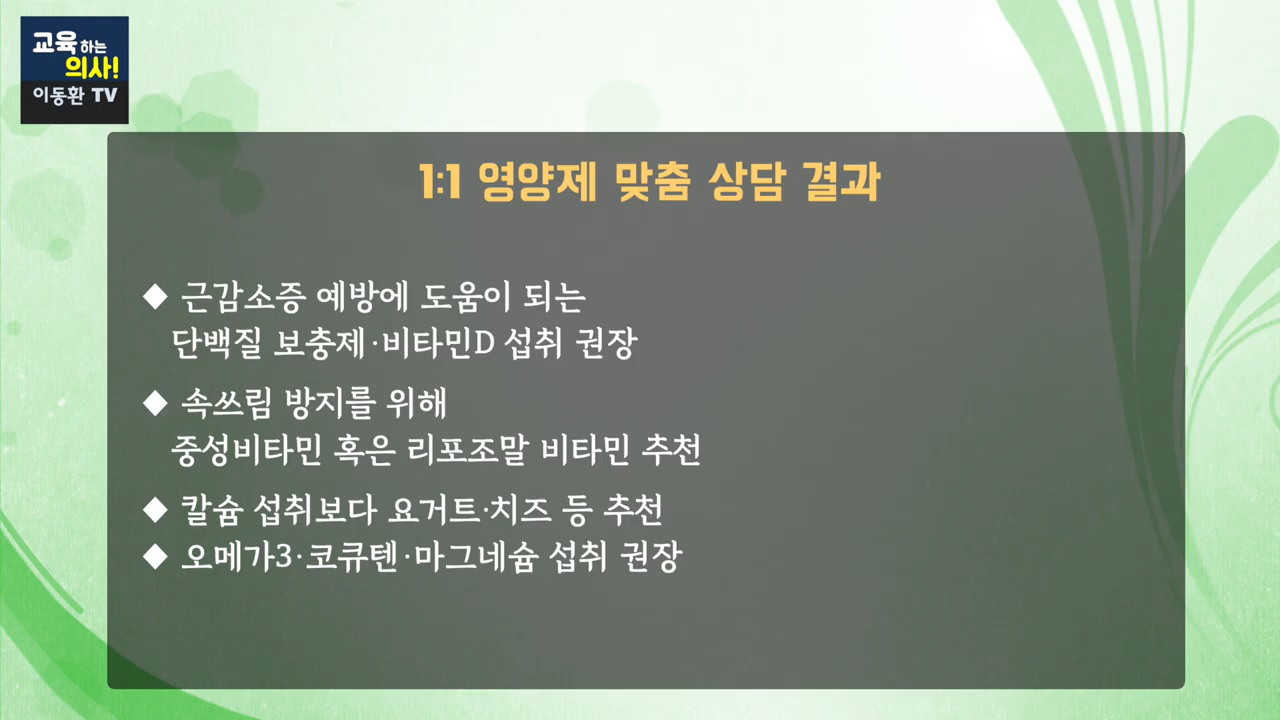 교육하는
의사!
이동환 TV
1:1 영양제 맞춤 상담 결과
◆ 근감소증 예방에 도움이 되는
단백질 보충제·비타민D 섭취 권장
◆ 속쓰림 방지를 위해
중성비타민 혹은 리포조말 비타민 추천
◆ 칼슘 섭취보다 요거트·치즈 등 추천
◆ 오메가3·코큐텐·마그네슘 섭취 권장